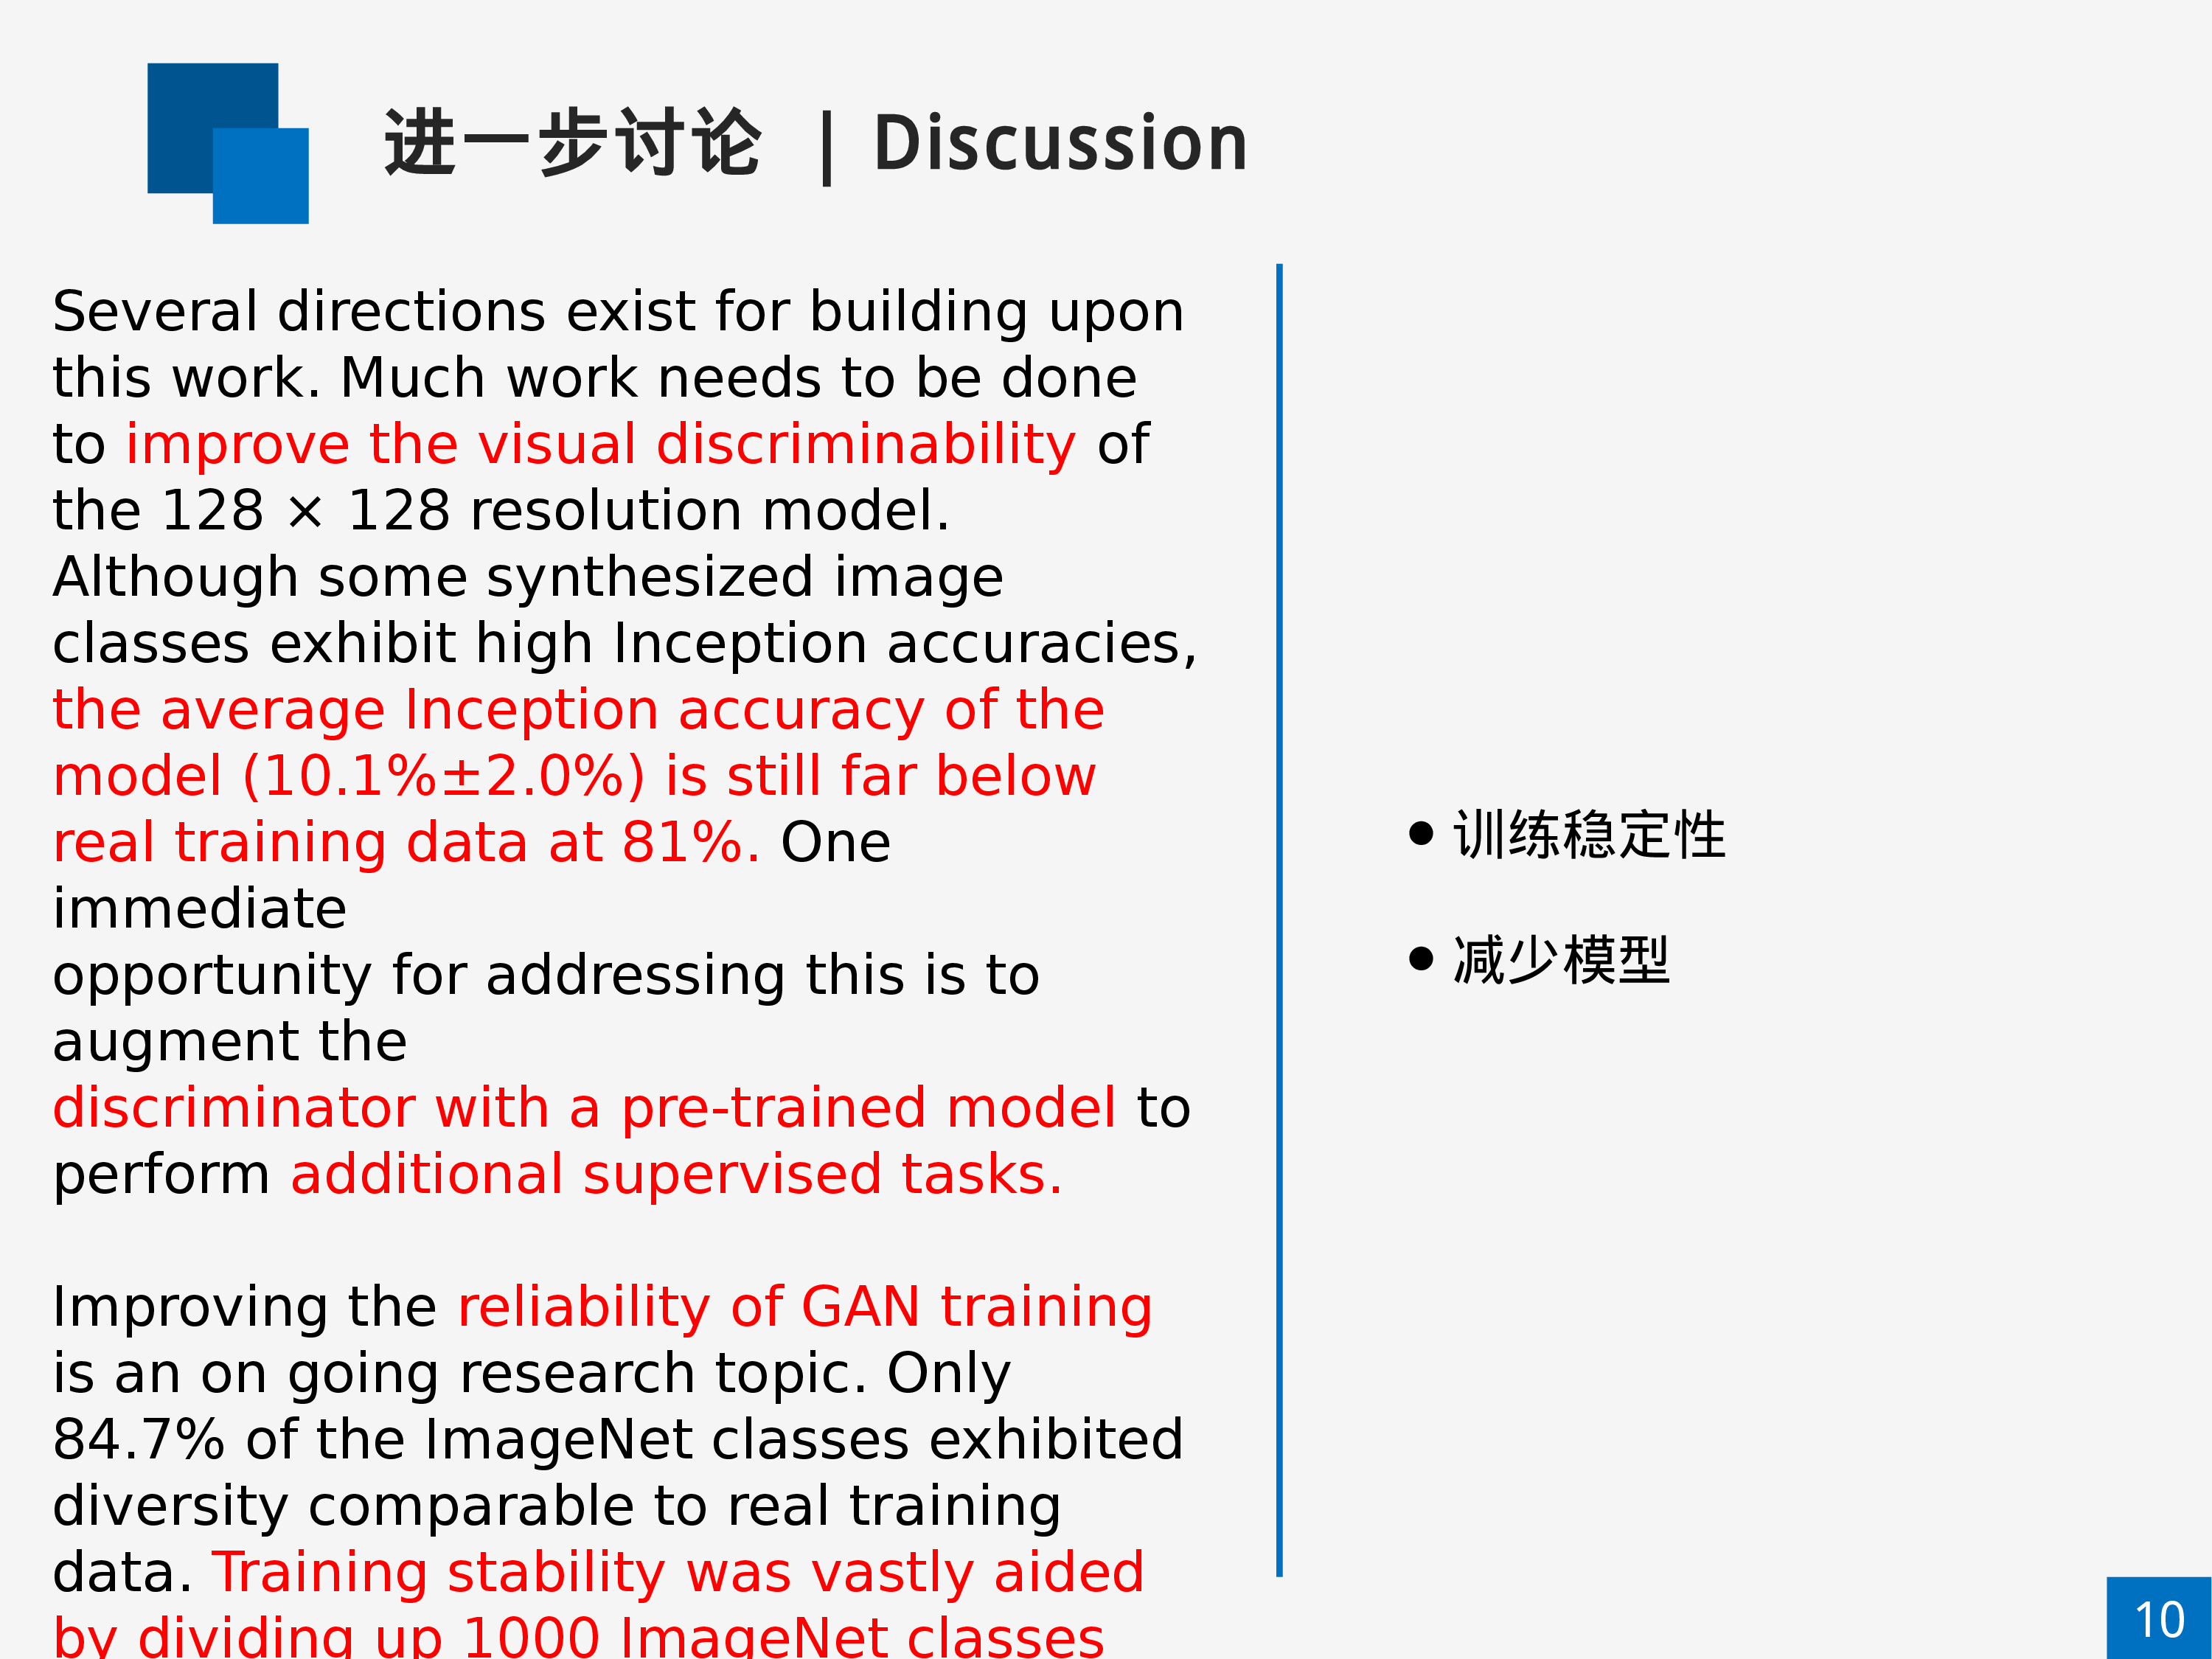 进一步讨论 | Discussion
Several directions exist for building upon
this work. Much work needs to be done
to improve the visual discriminability of
the 128 × 128 resolution model.
Although some synthesized image
classes exhibit high Inception accuracies,
the average Inception accuracy of the
model (10.1%±2.0%) is still far below
real training data at 81%. One
immediate
opportunity for addressing this is to
augment the
discriminator with a pre-trained model to
perform additional supervised tasks.
Improving the reliability of GAN training
is an on going research topic. Only
84.7% of the ImageNet classes exhibited
diversity comparable to real training
data. Training stability was vastly aided
by dividing up 1000 ImageNet classes
● 训练稳定性
● 减少模型
10